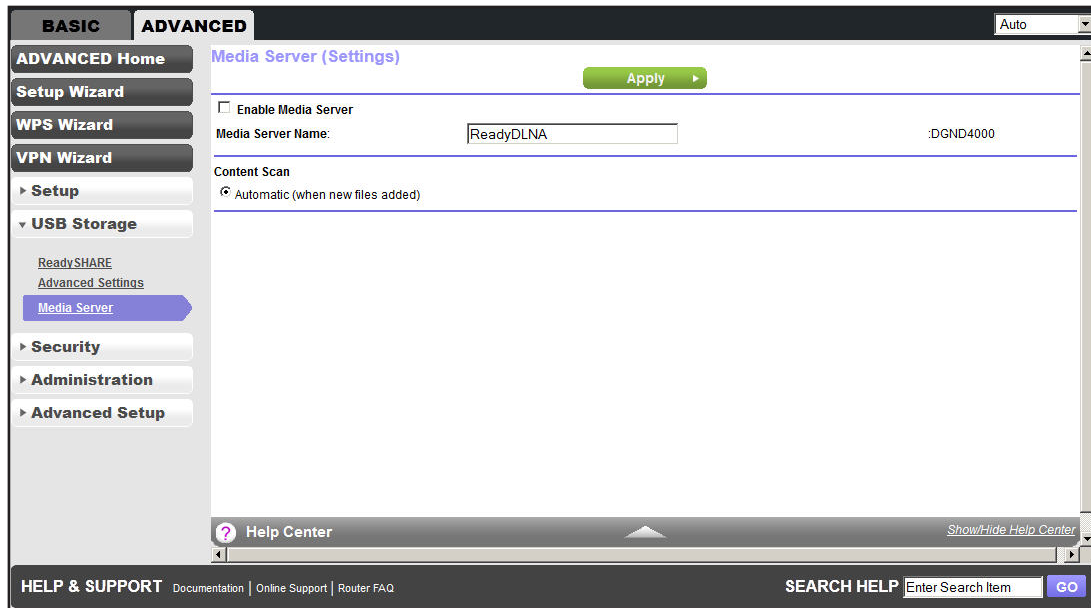 BASIC ADVANCED Auto
ADVANCED Home
Setup Wizard
WPS Wizard
VPN Wizard
Setup
USB Storage
ReadySHARE
Advanced Settings
Media Server
Security
Administration
Advanced Setup
Media Server (Settings)
Apply
Enable Media Server
Media Server Name: ReadyDLNA :DGND4000
Content Scan
Automatic (when new files added)
? Help Center Show/Hide Help Center
HELP & SUPPORT Documentation | Online Support | Router FAQ SEARCH HELP Enter Search Item GO